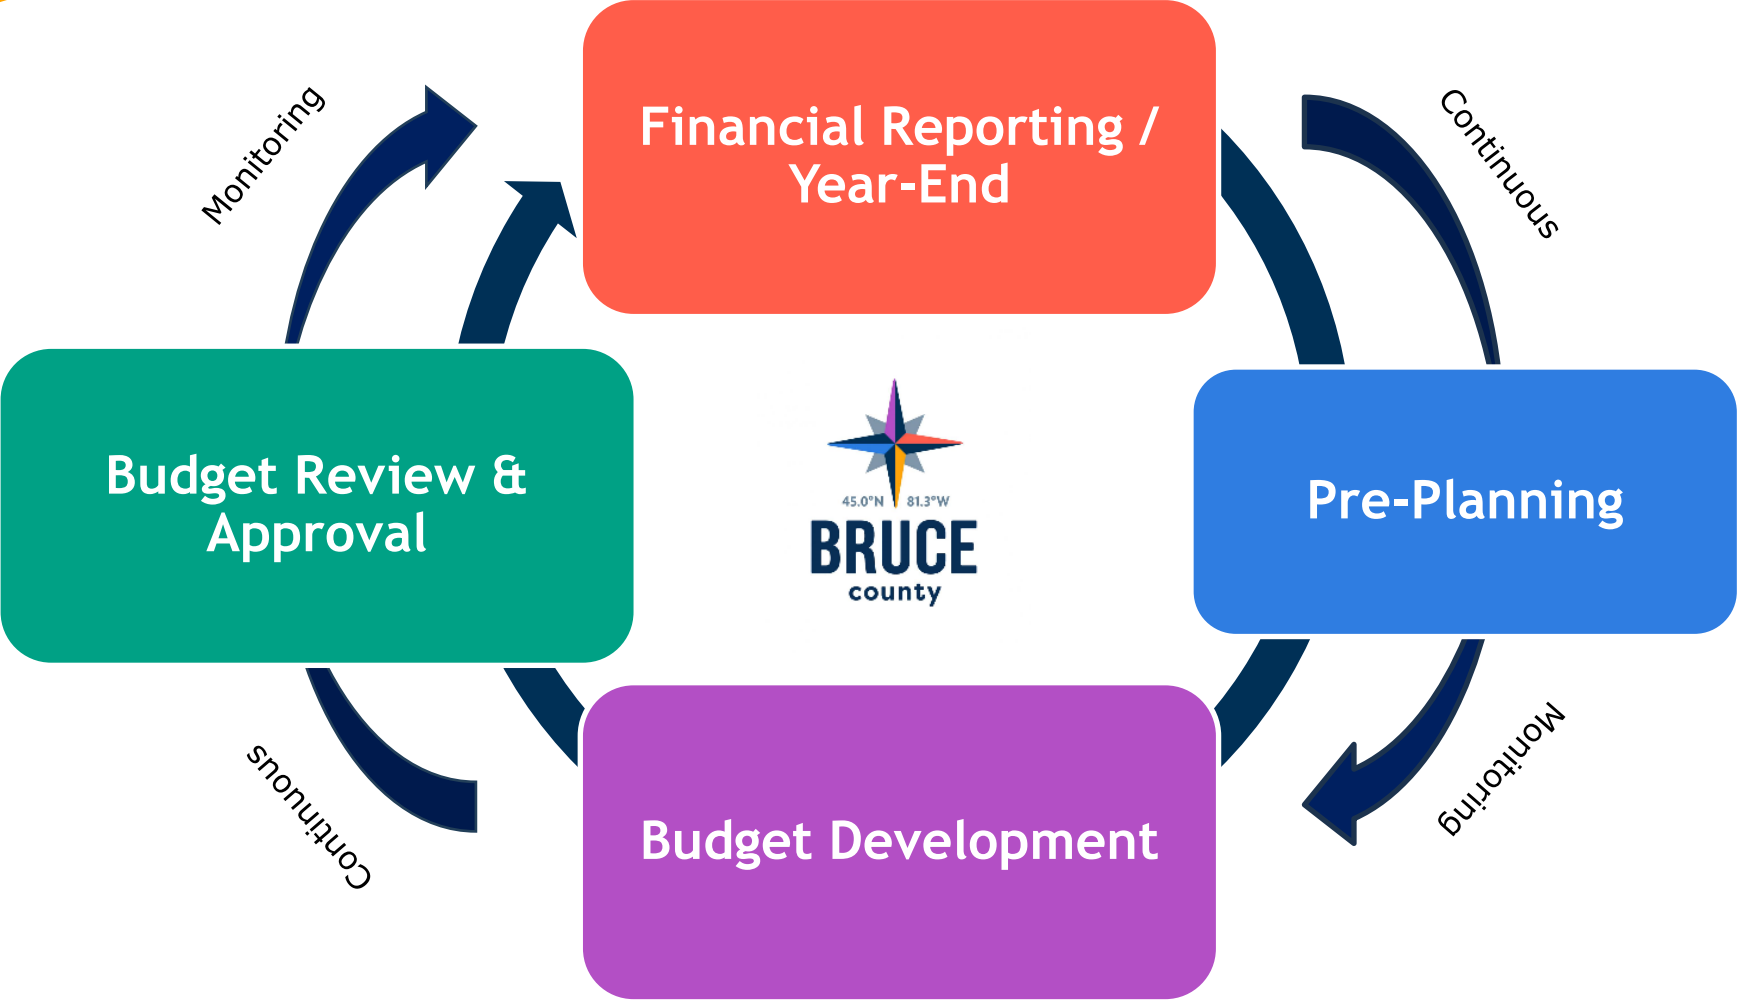 Financial Reporting /
Year-End
Continuous
Monitoring
Budget Review &
Approval
45.0°N 81.3°W
BRUCE
county
Pre-Planning
Monitoring
Continuous
Budget Development